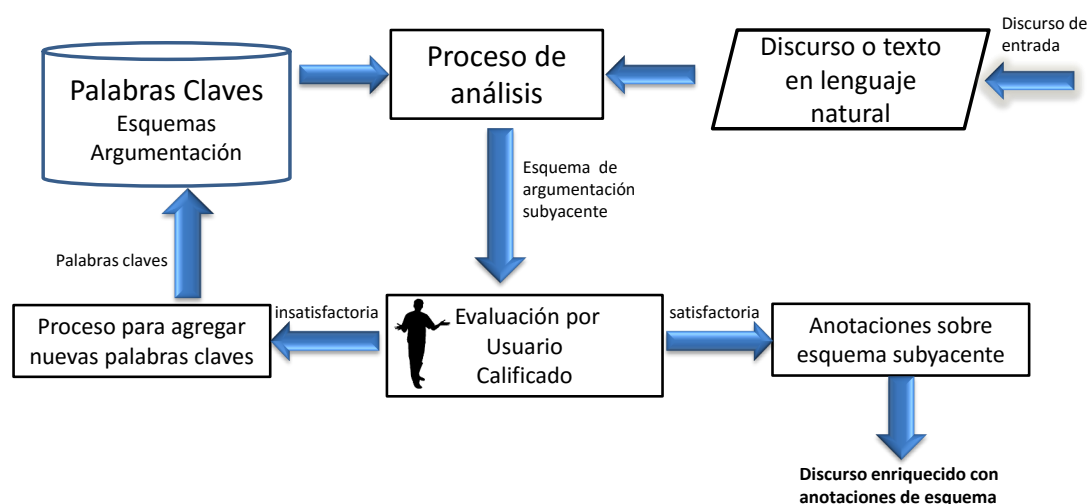 Palabras Claves
Esquemas
Argumentación
Proceso de
análisis
Discurso o texto
en lenguaje
natural
Discurso de
entrada
Esquema de
argumentación
subyacente
Palabras claves
Proceso para agregar
nuevas palabras claves
insatisfactoria
Evaluación por
Usuario
Calificado
satisfactoria
Anotaciones sobre
esquema subyacente
Discurso enriquecido con
anotaciones de esquema